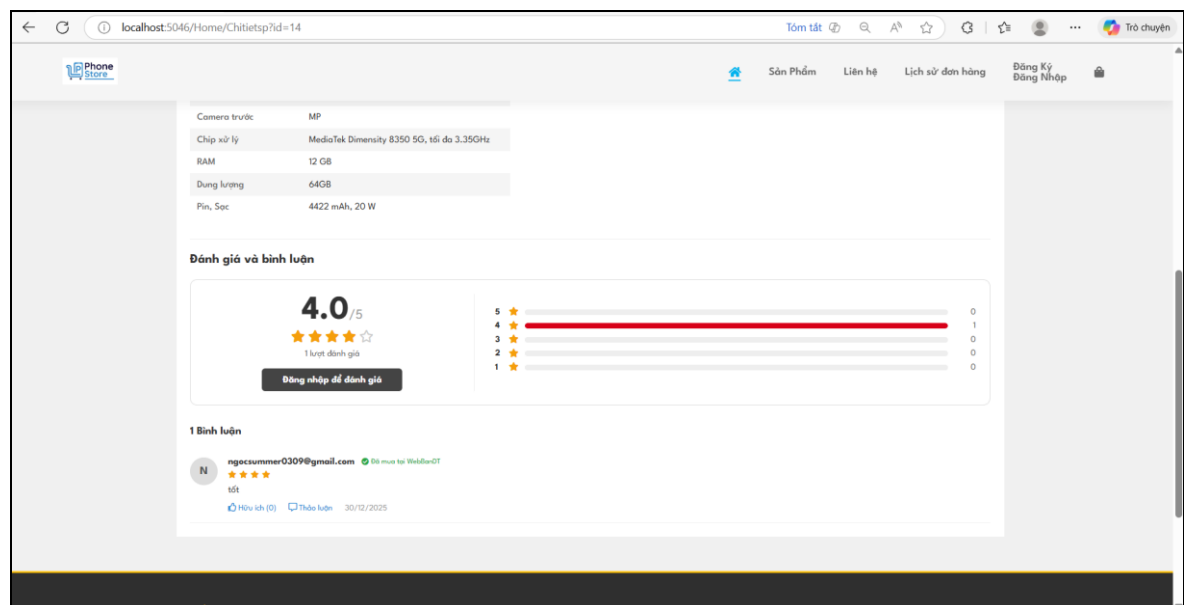 localhost:5046/Home/Chitietsp?id=14
Tóm tắt
Trò chuyện
Phone
Store
Sản Phẩm
Liên hệ
Lịch sử đơn hàng
Đăng Ký
Đăng Nhập
Camera trước MP
Chip xử lý MediaTek Dimensity 8350 5G, tối đa 3.35GHz
RAM 12 GB
Dung lượng 64GB
Pin, Sạc 4422 mAh, 20 W
Đánh giá và bình luận
4.0/5
1 lượt đánh giá
Đăng nhập để đánh giá
5 0
4 1
3 0
2 0
1 0
1 Bình luận
N
ngocsummer0309@gmail.com Đã mua tại WebBanDT
tốt
Hữu ích (0) Thảo luận 30/12/2025